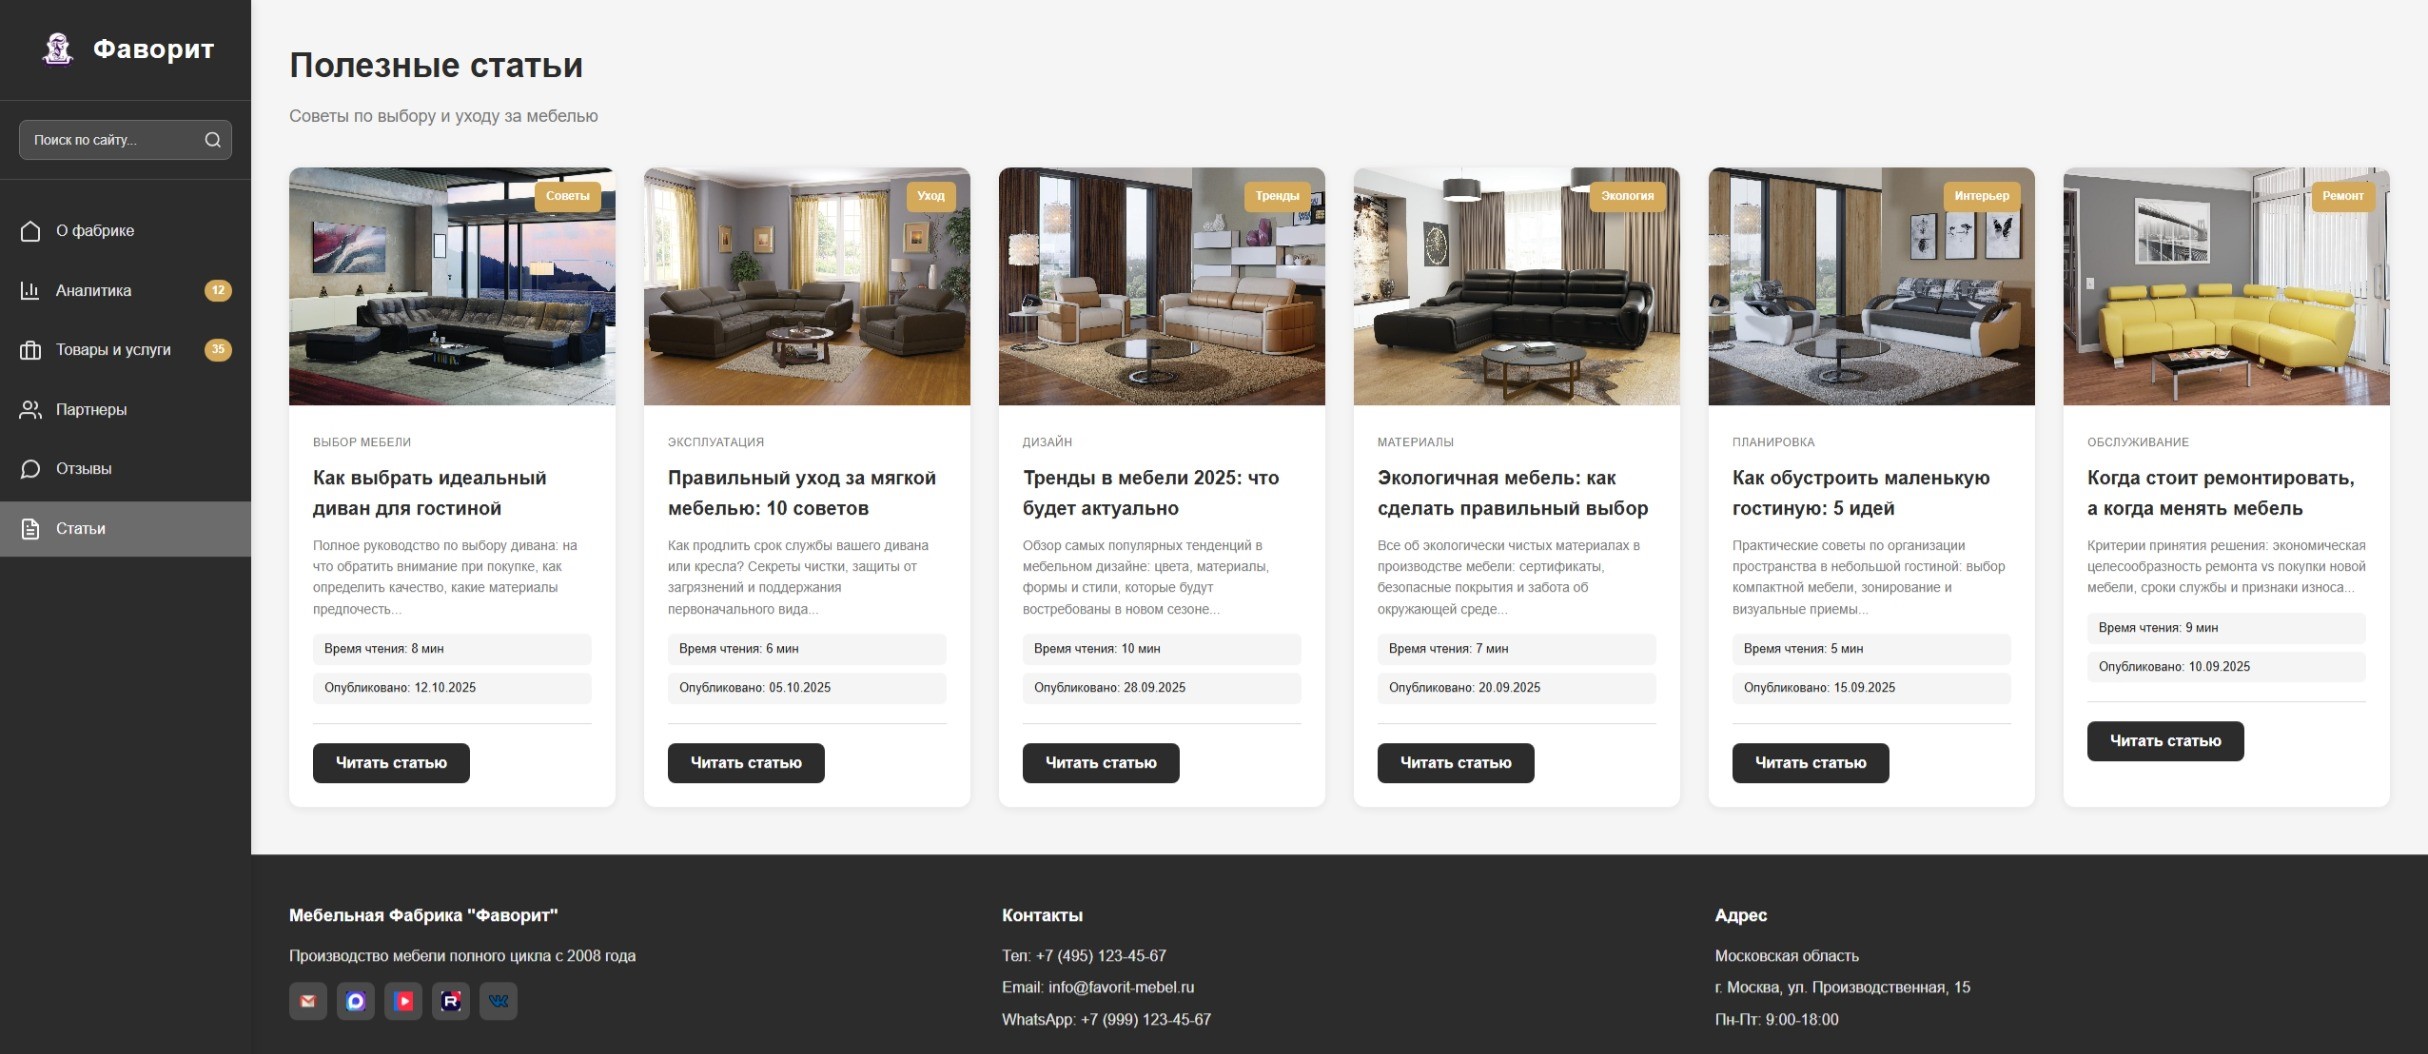 Фаворит
Поиск по сайту...
О фабрике
Аналитика
12
Товары и услуги
35
Партнеры
Отзывы
Статьи
Полезные статьи
Советы по выбору и уходу за мебелью
Советы
ВЫБОР МЕБЕЛИ
Как выбрать идеальный
диван для гостиной
Полное руководство по выбору дивана: на
что обратить внимание при покупке, как
определить качество, какие материалы
предпочесть...
Время чтения: 8 мин
Опубликовано: 12.10.2025
Читать статью
Уход
ЭКСПЛУАТАЦИЯ
Правильный уход за мягкой
мебелью: 10 советов
Как продлить срок службы вашего дивана
или кресла? Секреты чистки, защиты от
загрязнений и поддержания
первоначального вида...
Время чтения: 6 мин
Опубликовано: 05.10.2025
Читать статью
Тренды
ДИЗАЙН
Тренды в мебели 2025: что
будет актуально
Обзор самых популярных тенденций в
мебельном дизайне: цвета, материалы,
формы и стили, которые будут
востребованы в новом сезоне...
Время чтения: 10 мин
Опубликовано: 28.09.2025
Читать статью
Экология
МАТЕРИАЛЫ
Экологичная мебель: как
сделать правильный выбор
Все об экологически чистых материалах в
производстве мебели: сертификаты,
безопасные покрытия и забота об
окружающей среде...
Время чтения: 7 мин
Опубликовано: 20.09.2025
Читать статью
Интерьер
ПЛАНИРОВКА
Как обустроить маленькую
гостиную: 5 идей
Практические советы по организации
пространства в небольшой гостиной: выбор
компактной мебели, зонирование и
визуальные приемы...
Время чтения: 5 мин
Опубликовано: 15.09.2025
Читать статью
Ремонт
ОБСЛУЖИВАНИЕ
Когда стоит ремонтировать,
а когда менять мебель
Критерии принятия решения: экономическая
целесообразность ремонта vs покупки новой
мебели, сроки службы и признаки износа...
Время чтения: 9 мин
Опубликовано: 10.09.2025
Читать статью
Мебельная Фабрика "Фаворит"
Производство мебели полного цикла с 2008 года
Контакты
Тел: +7 (495) 123-45-67
Email: info@favorit-mebel.ru
WhatsApp: +7 (999) 123-45-67
Адрес
Московская область
г. Москва, ул. Производственная, 15
Пн-Пт: 9:00-18:00